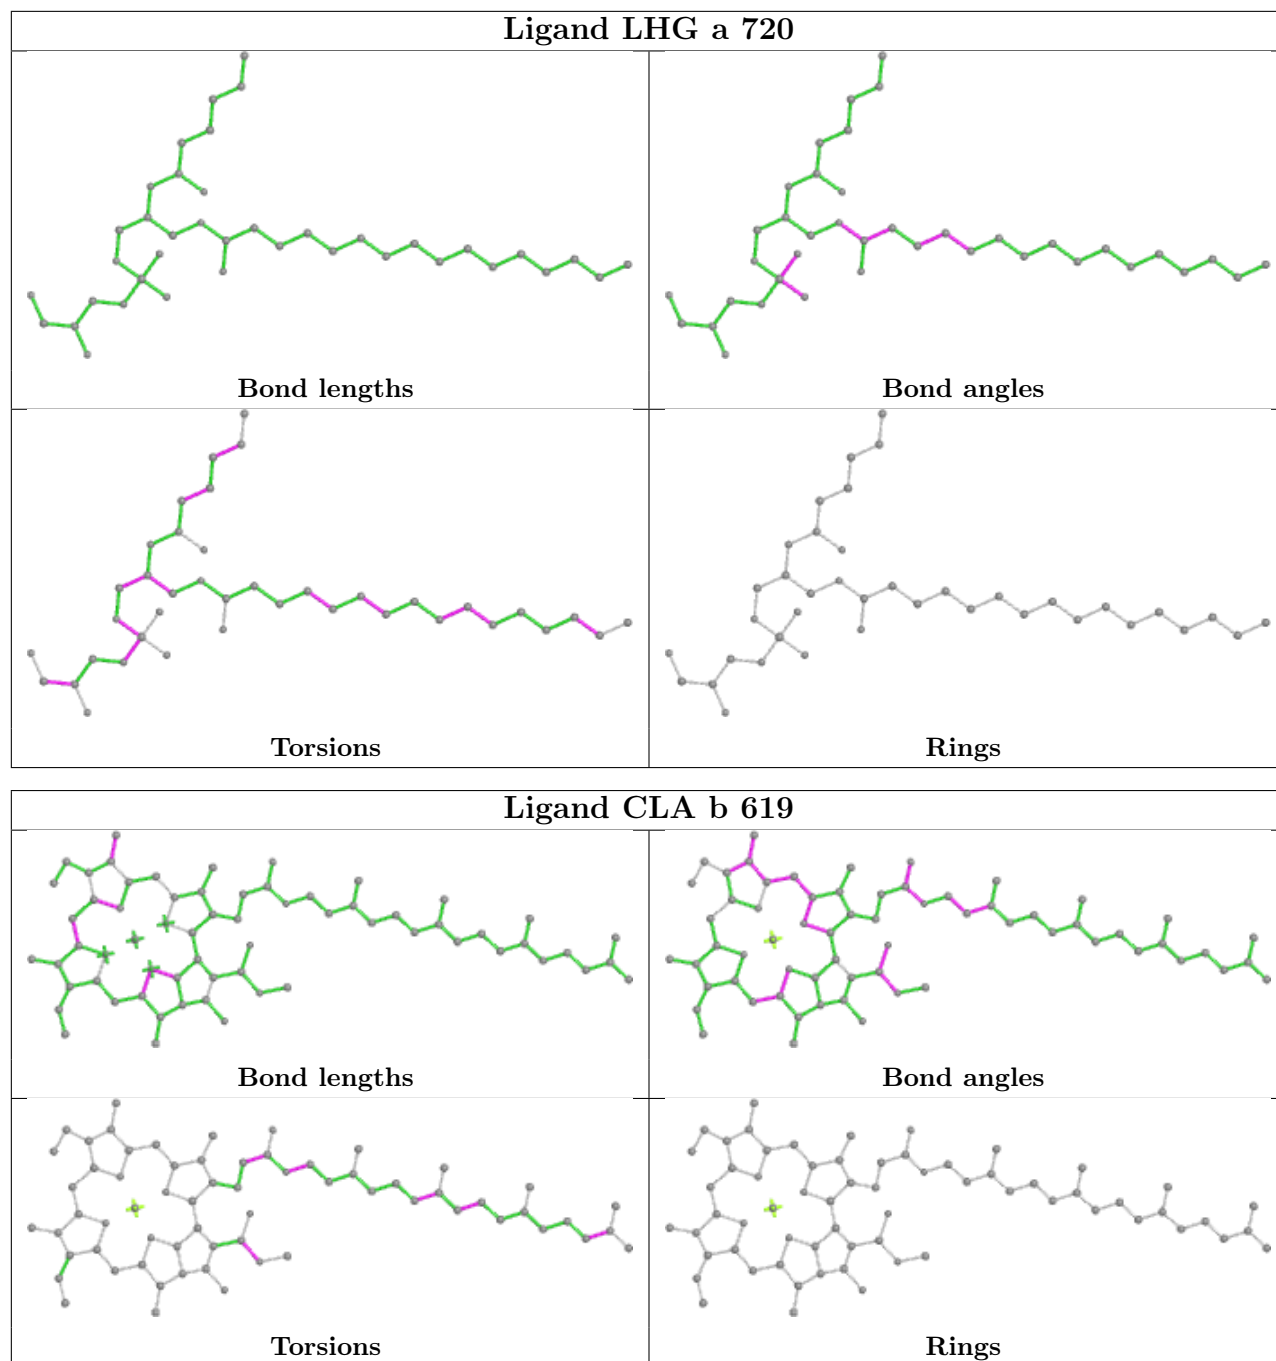 Ligand LHG a 720
Bond lengths
Bond angles
Torsions
Rings
Ligand CLA b 619
Bond lengths
Bond angles
Torsions
Rings